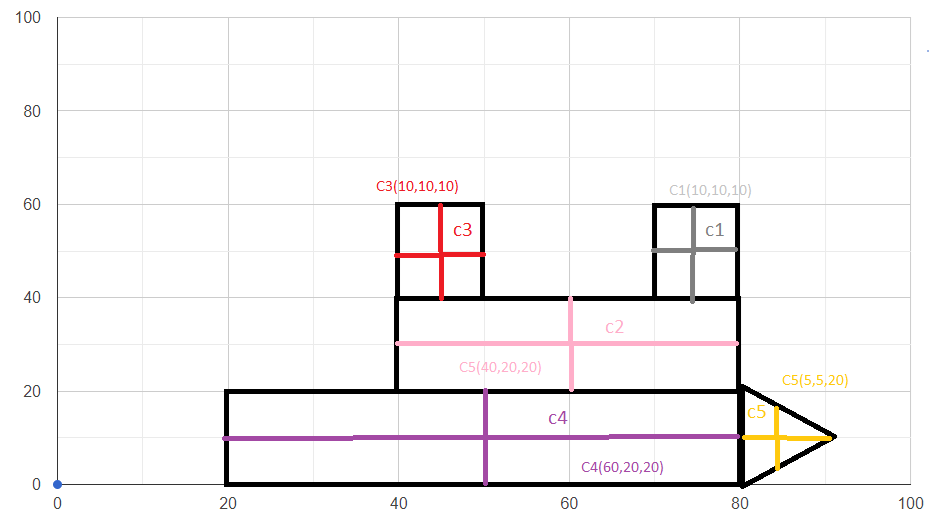 100
80
60
40
20
0
C3(10,10,10)
C1(10,10,10)
c3
c1
c2
C5(40,20,20)
C5(5,5,20)
c5
c4
C4(60,20,20)
0 20 40 60 80 100